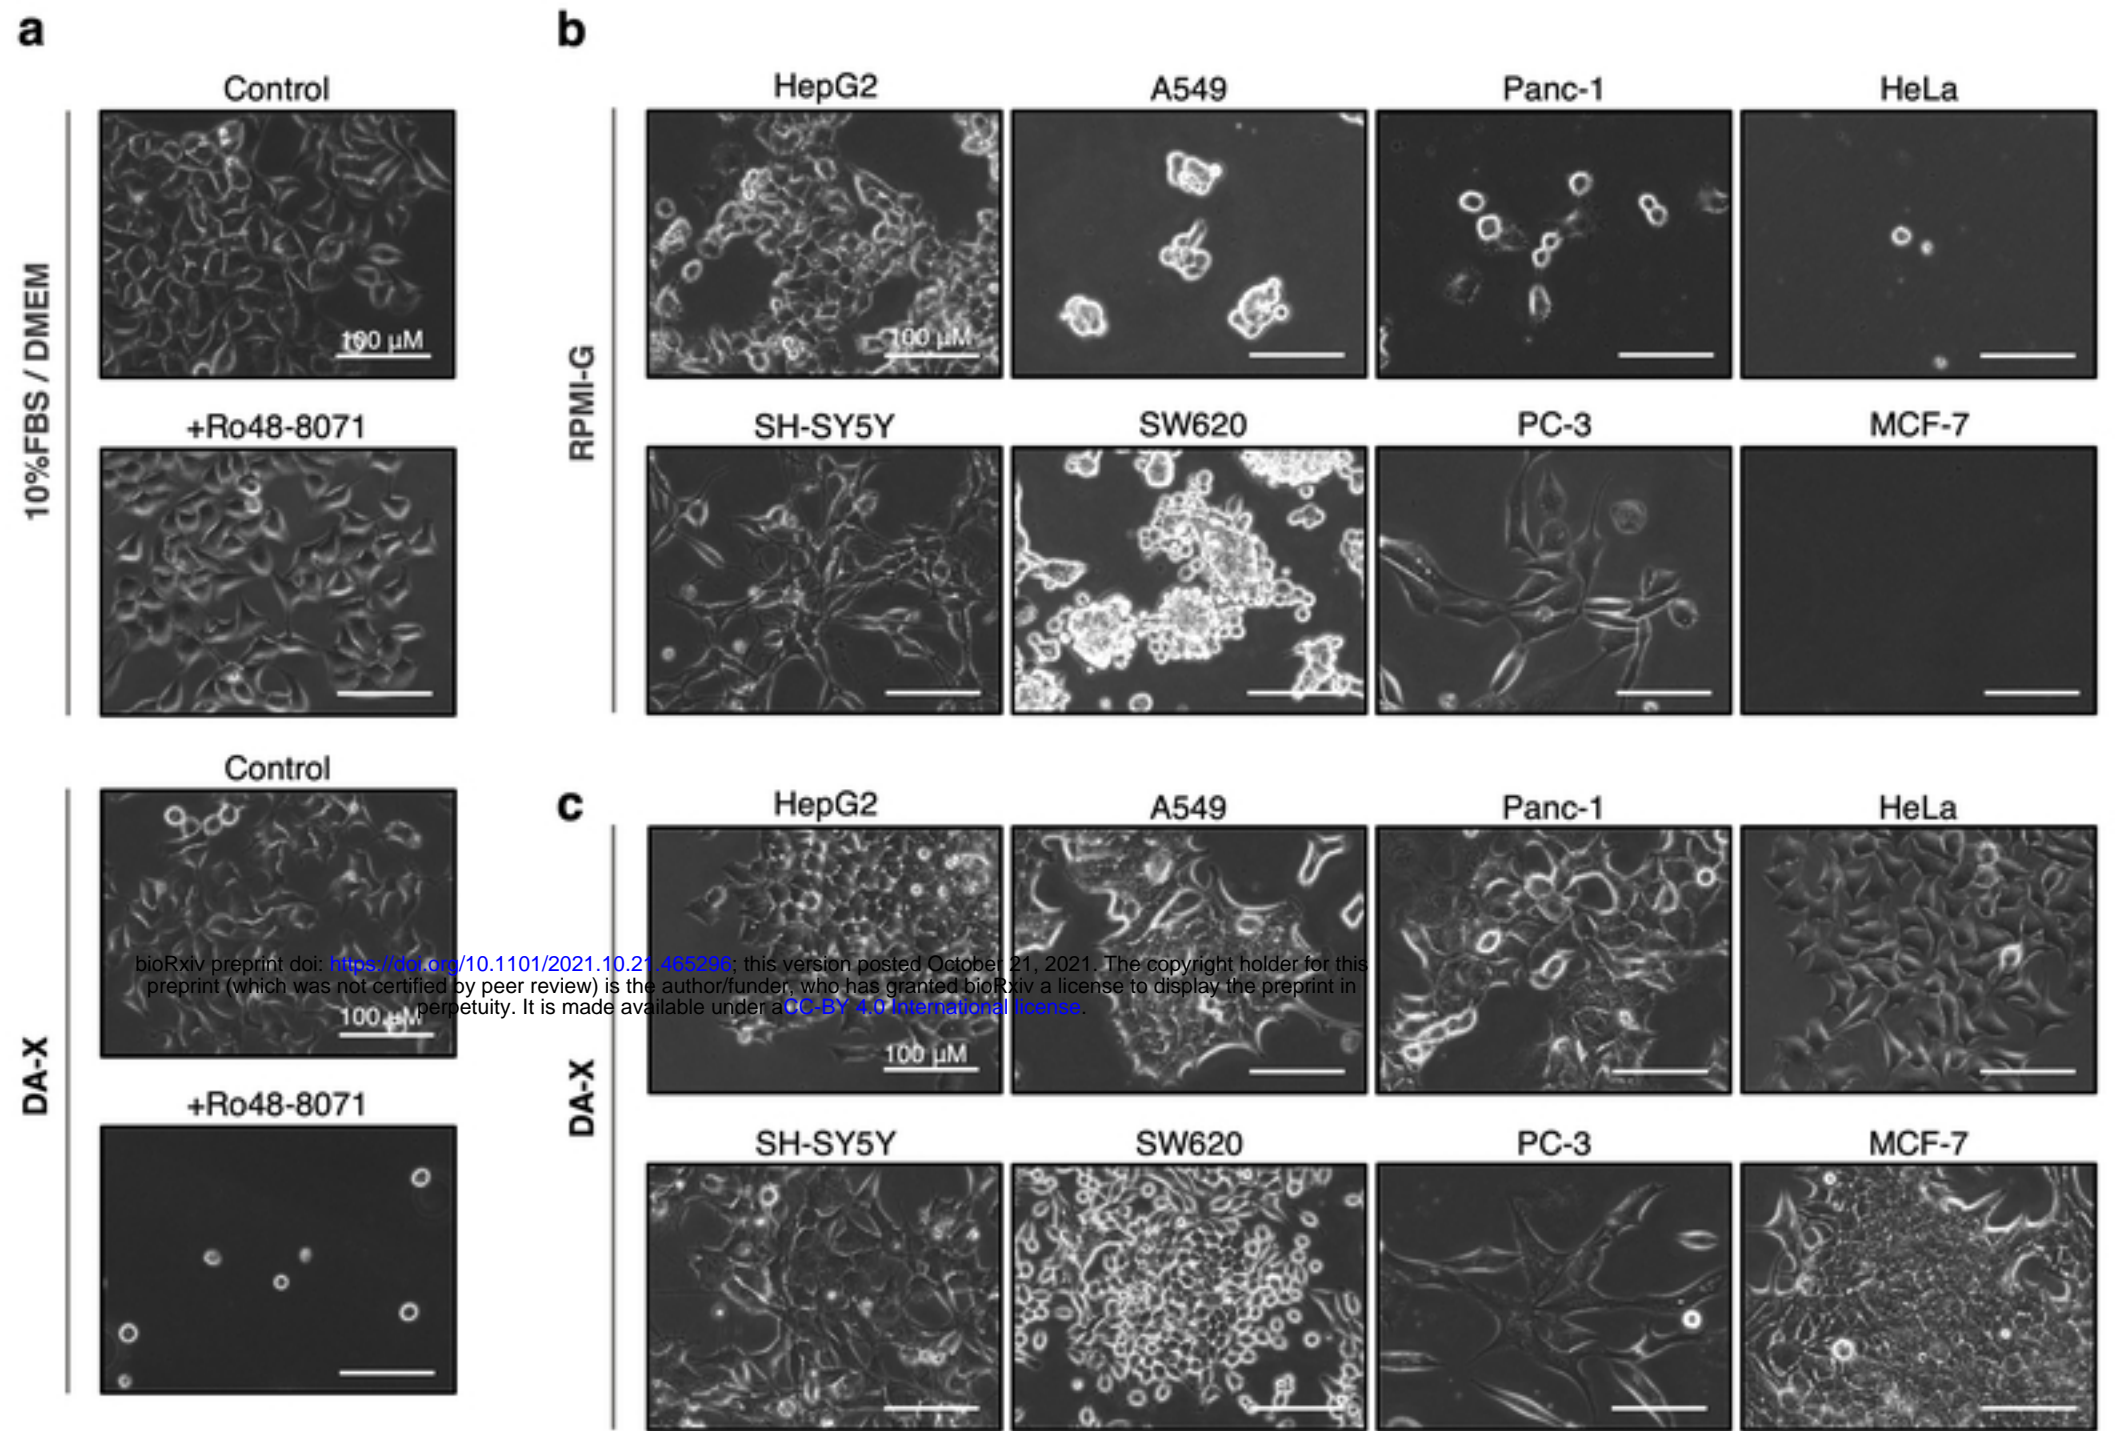 a
Control
10%FBS / DMEM
100 µM
+Ro48-8071
Control
DA-X
100 µM
+Ro48-8071
b
HepG2
A549
Panc-1
HeLa
RPMI-G
100 µM
SH-SY5Y
SW620
PC-3
MCF-7
c
HepG2
A549
Panc-1
HeLa
DA-X
100 µM
SH-SY5Y
SW620
PC-3
MCF-7
bioRxiv preprint doi: https://doi.org/10.1101/2021.10.21.465296; this version posted October 21, 2021. The copyright holder for this
preprint (which was not certified by peer review) is the author/funder, who has granted bioRxiv a license to display the preprint in
perpetuity. It is made available under aCC-BY 4.0 International license.